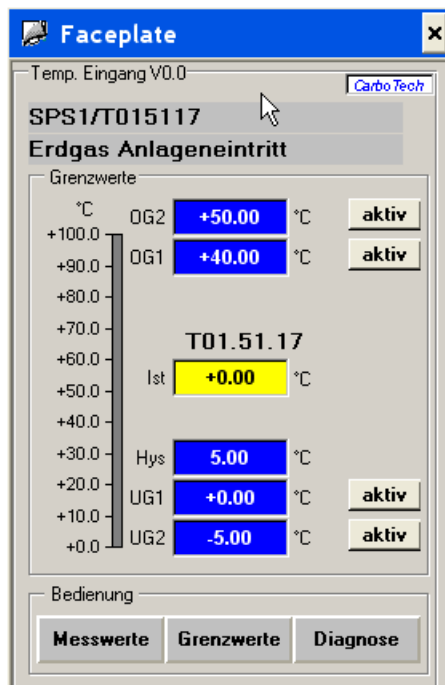 Faceplate
Temp. Eingang V0.0
CarboTech
SPS1/T015117
Erdgas Anlageneintritt
Grenzwerte
°C OG2 +50.00 °C aktiv
+100.0
+90.0 OG1 +40.00 °C aktiv
+80.0
+70.0 T01.51.17
+60.0
Ist +0.00 °C
+50.0
+40.0
+30.0 Hys 5.00 °C
+20.0 UG1 +0.00 °C aktiv
+10.0
+0.0 UG2 -5.00 °C aktiv
Bedienung
Messwerte Grenzwerte Diagnose